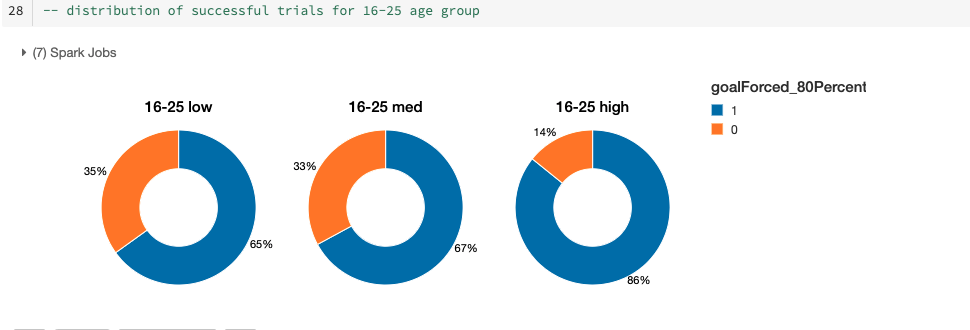 28 -- distribution of successful trials for 16-25 age group
(7) Spark Jobs
goalForced_80Percent
1
0
16-25 low
35%
65%
16-25 med
33%
67%
16-25 high
14%
86%